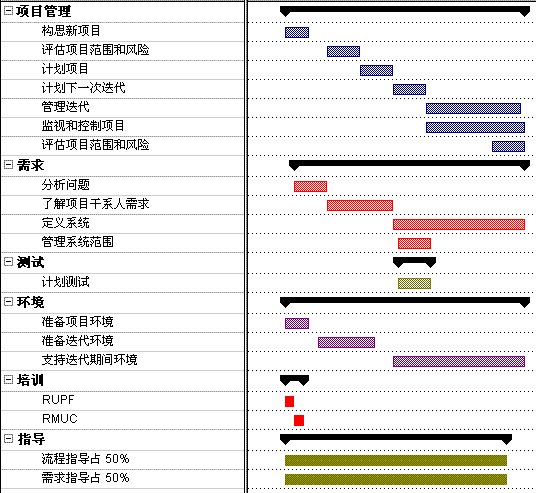 项目管理
构思新项目
评估项目范围和风险
计划项目
计划下一次迭代
管理迭代
监视和控制项目
评估项目范围和风险
需求
分析问题
了解项目干系人需求
定义系统
管理系统范围
测试
计划测试
环境
准备项目环境
准备迭代环境
支持迭代期间环境
培训
RUPF
RMUC
指导
流程指导占 50%
需求指导占 50%